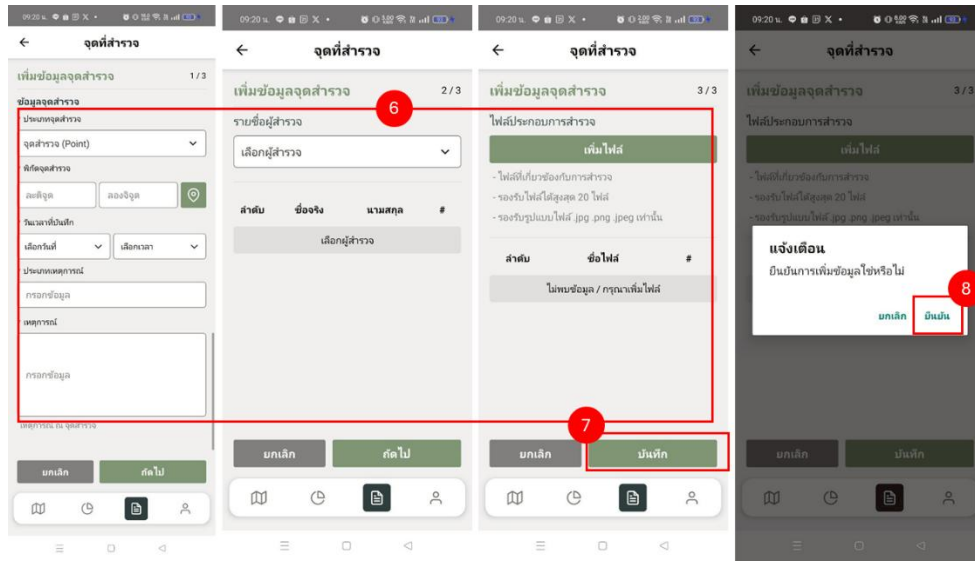 09:20 น.
จุดที่สำรวจ
เพิ่มข้อมูลจุดสำรวจ 1/3
ข้อมูลจุดสำรวจ
ประเภทจุดสำรวจ
จุดสำรวจ (Point)
พิกัดจุดสำรวจ
ละติจูด ลองจิจูด
วันเวลาที่บันทึก
เลือกวันที่ เลือกเวลา
ประเภทเหตุการณ์
กรอกข้อมูล
เหตุการณ์
กรอกข้อมูล
เหตุการณ์ ณ จุดสำรวจ
ยกเลิก ถัดไป
09:20 น.
จุดที่สำรวจ
เพิ่มข้อมูลจุดสำรวจ 2/3
6
รายชื่อผู้สำรวจ
เลือกผู้สำรวจ
ลำดับ ชื่อจริง นามสกุล #
เลือกผู้สำรวจ
ยกเลิก ถัดไป
09:20 น.
จุดที่สำรวจ
เพิ่มข้อมูลจุดสำรวจ 3/3
ไฟล์ประกอบการสำรวจ
เพิ่มไฟล์
- ไฟล์ที่เกี่ยวข้องกับการสำรวจ
- รองรับไฟล์ได้สูงสุด 20 ไฟล์
- รองรับรูปแบบไฟล์ .jpg .png .jpeg เท่านั้น
ลำดับ ชื่อไฟล์ #
ไม่พบข้อมูล / กรุณาเพิ่มไฟล์
7
ยกเลิก บันทึก
09:20 น.
จุดที่สำรวจ
เพิ่มข้อมูลจุดสำรวจ 3/3
ไฟล์ประกอบการสำรวจ
เพิ่มไฟล์
- ไฟล์ที่เกี่ยวข้องกับการสำรวจ
- รองรับไฟล์ได้สูงสุด 20 ไฟล์
- รองรับรูปแบบไฟล์ .jpg .png .jpeg เท่านั้น
แจ้งเตือน
ยืนยันการเพิ่มข้อมูลใช่หรือไม่
8
ยกเลิก ยืนยัน
ยกเลิก บันทึก